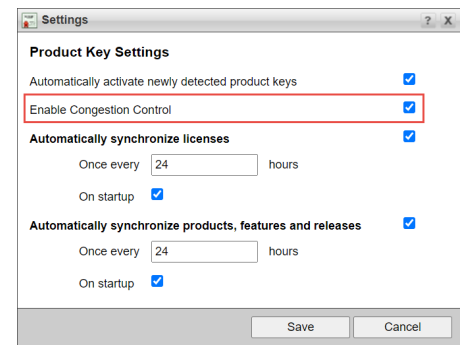 Settings
? X
Product Key Settings
Automatically activate newly detected product keys
Enable Congestion Control
Automatically synchronize licenses
Once every 24 hours
On startup
Automatically synchronize products, features and releases
Once every 24 hours
On startup
Save Cancel